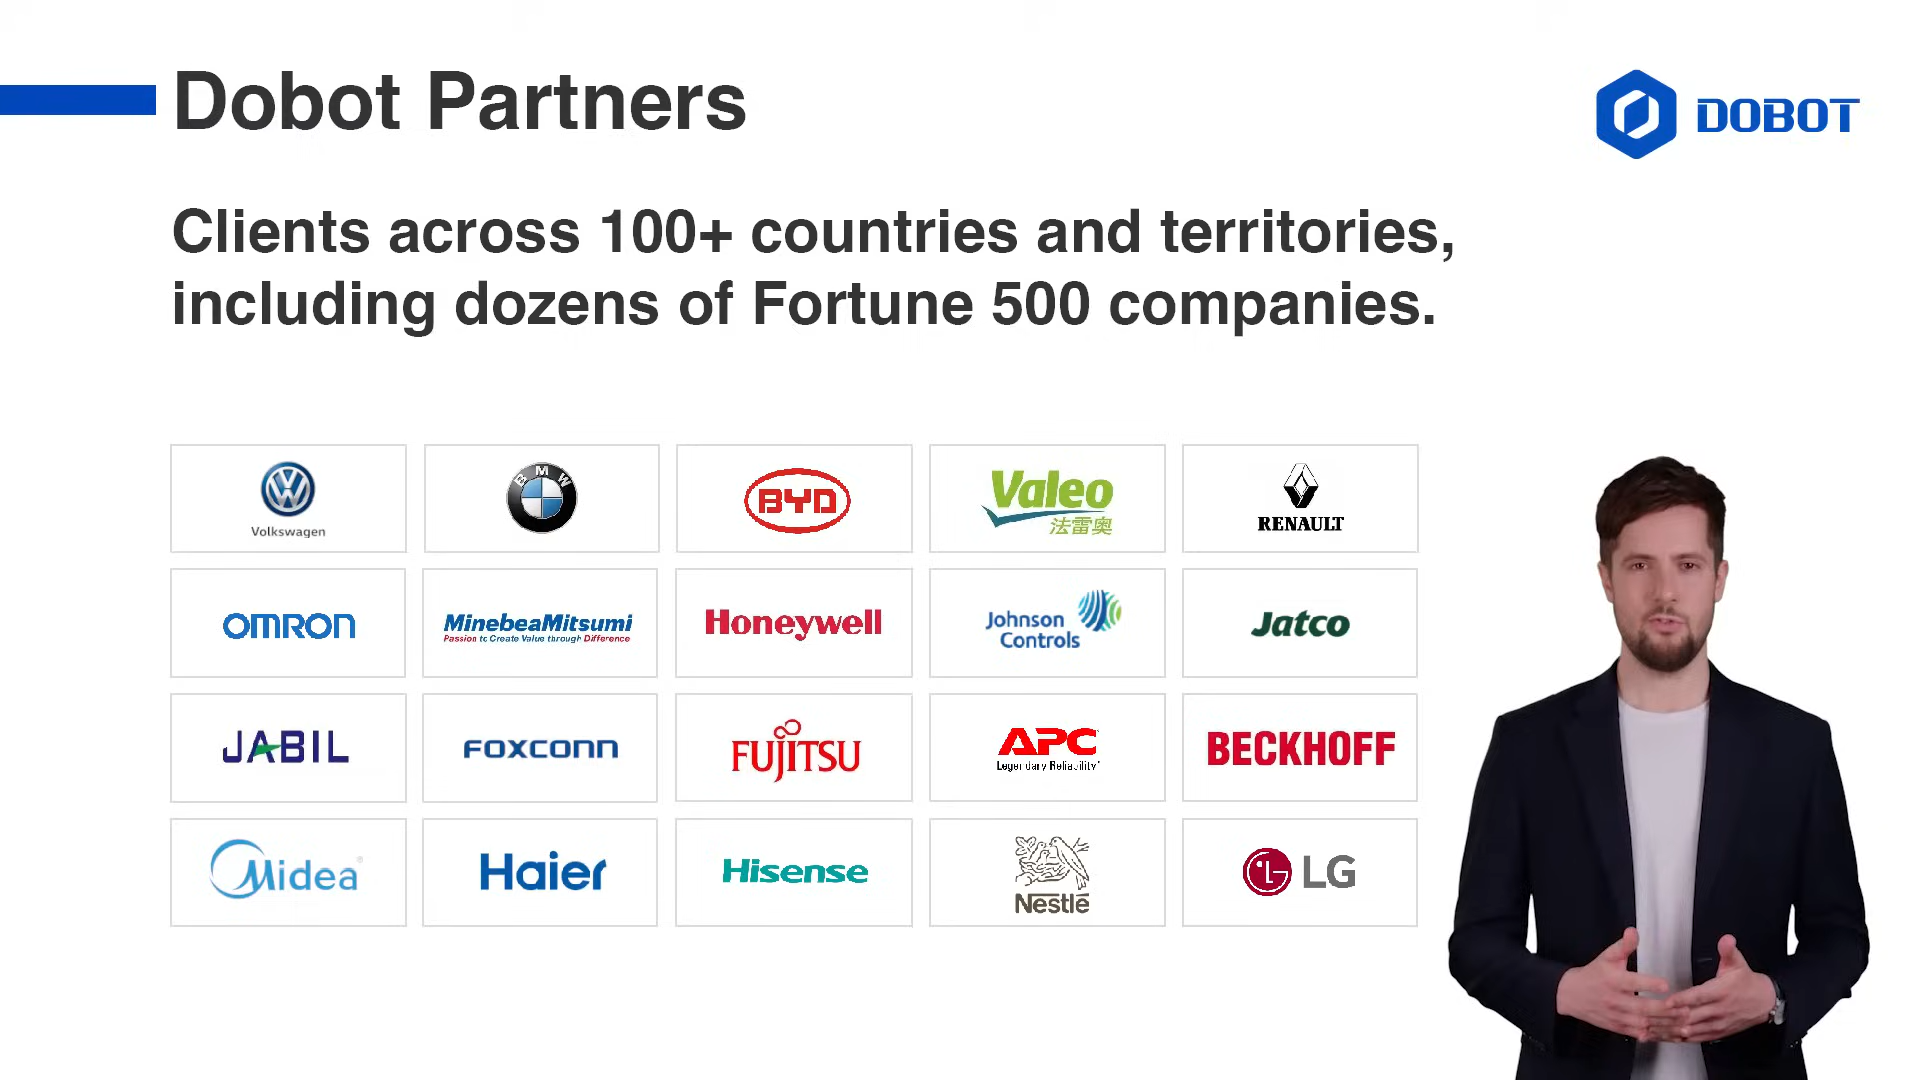 Dobot Partners
DOBOT
Clients across 100+ countries and territories,
including dozens of Fortune 500 companies.
Volkswagen
BMW
BYD
Valeo
法雷奥
RENAULT
OMRON
MinebeaMitsumi
Passion to Create Value through Difference
Honeywell
Johnson
Controls
Jatco
JABIL
FOXCONN
FUJITSU
APC
Legendary Reliability™
BECKHOFF
Midea®
Haier
Hisense
Nestlé
LG